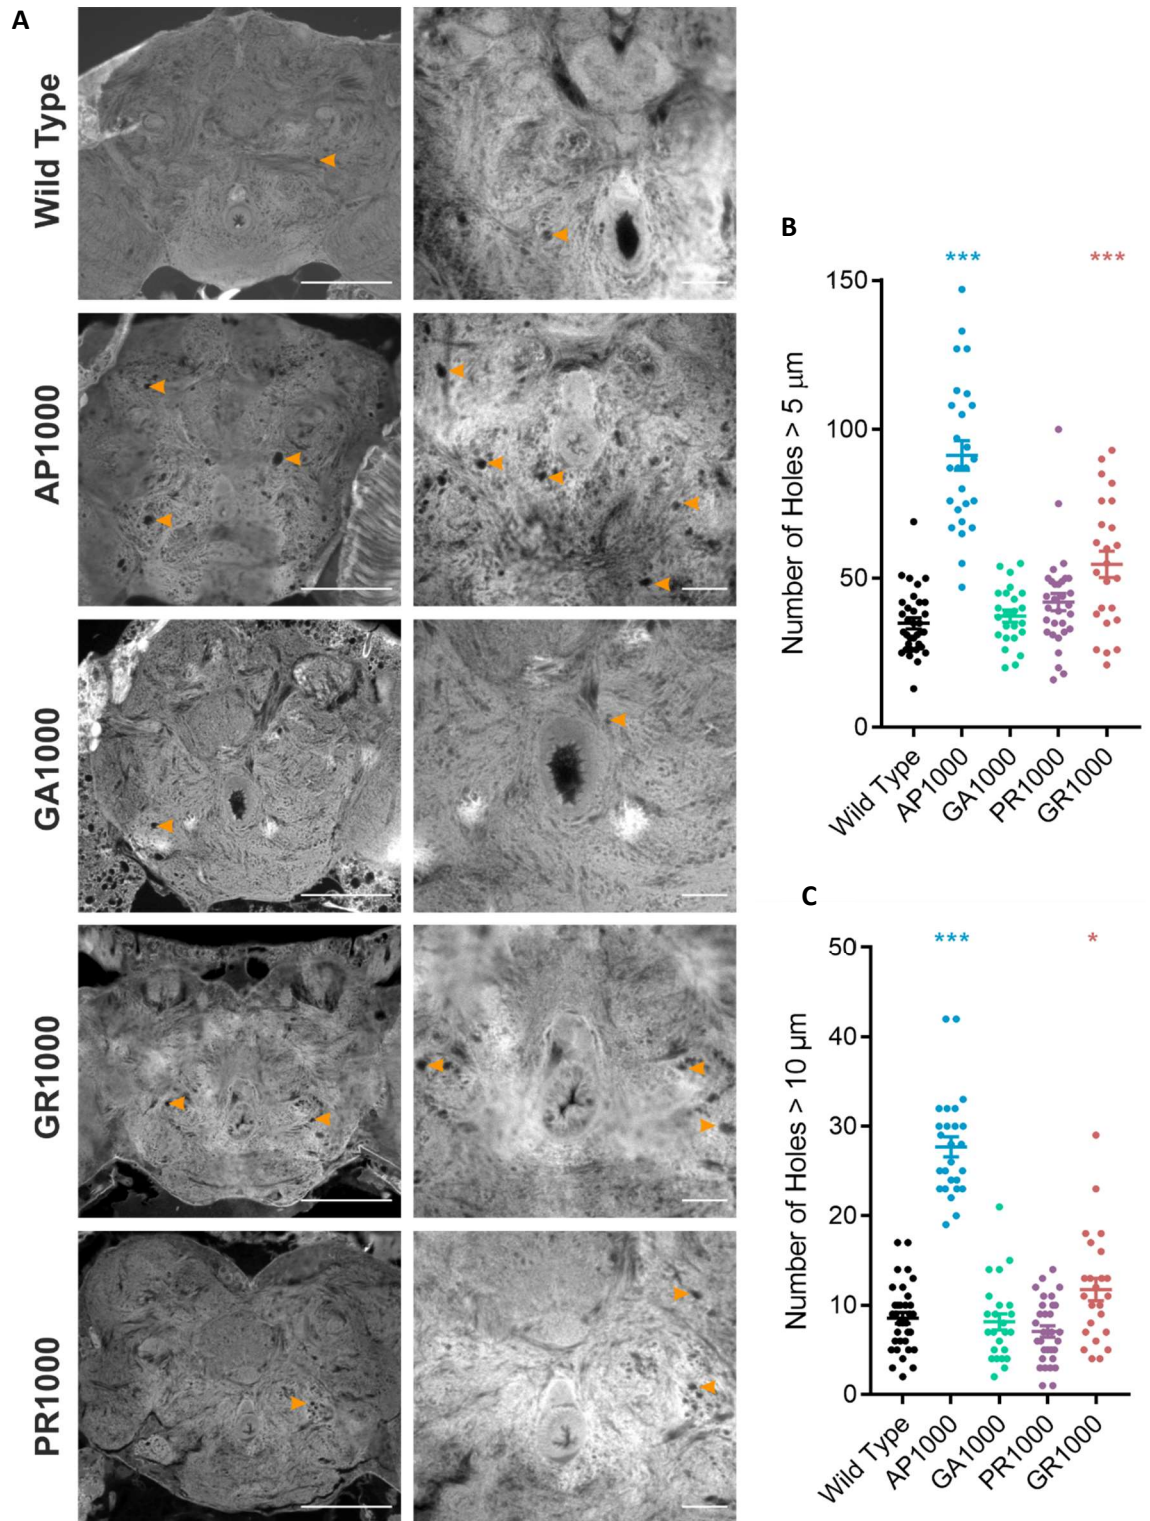 A
Wild Type
AP1000
GA1000
GR1000
PR1000
B
*** ***
Number of Holes > 5 µm
150
100
50
0
Wild Type
AP1000
GA1000
PR1000
GR1000
C
*** *
Number of Holes > 10 µm
50
40
30
20
10
0
Wild Type
AP1000
GA1000
PR1000
GR1000